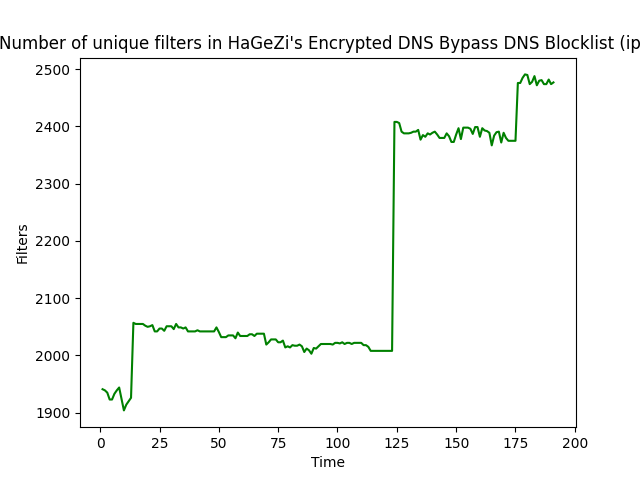 Number of unique filters in HaGeZi's Encrypted DNS Bypass DNS Blocklist (ip
2500
2400
2300
2200
2100
2000
1900
Filters
0 25 50 75 100 125 150 175 200
Time